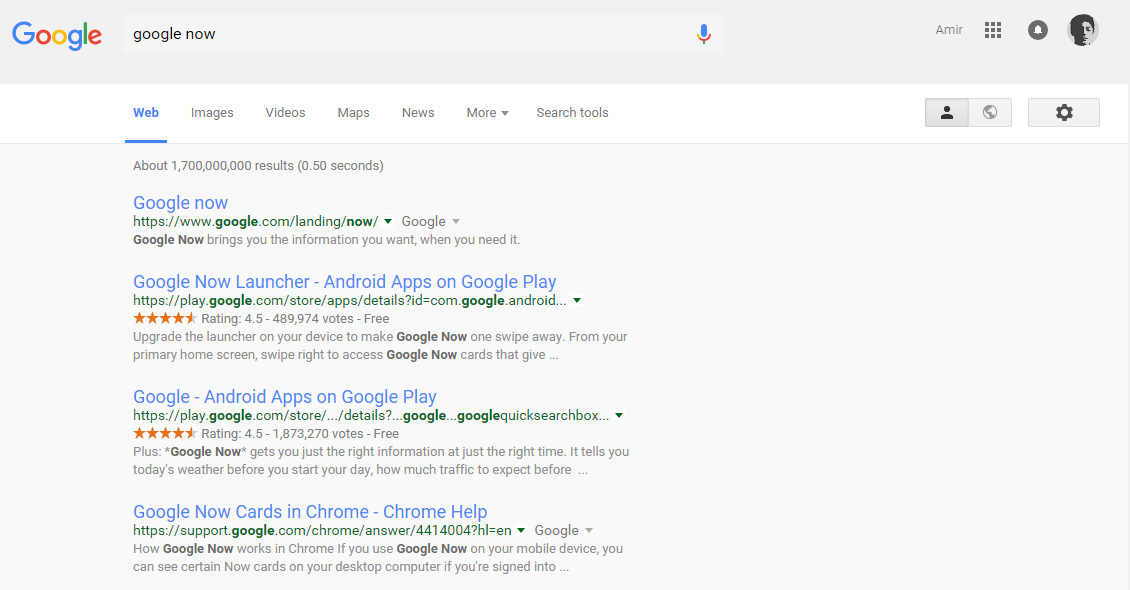 Google
google now
Amir
Web Images Videos Maps News More Search tools
About 1,700,000,000 results (0.50 seconds)
Google now
https://www.google.com/landing/now/ Google
Google Now brings you the information you want, when you need it.
Google Now Launcher - Android Apps on Google Play
https://play.google.com/store/apps/details?id=com.google.android...
Rating: 4.5 - 489,974 votes - Free
Upgrade the launcher on your device to make Google Now one swipe away. From your
primary home screen, swipe right to access Google Now cards that give ...
Google - Android Apps on Google Play
https://play.google.com/store/.../details?...google...googlequicksearchbox...
Rating: 4.5 - 1,873,270 votes - Free
Plus: *Google Now* gets you just the right information at just the right time. It tells you
today's weather before you start your day, how much traffic to expect before ...
Google Now Cards in Chrome - Chrome Help
https://support.google.com/chrome/answer/4414004?hl=en Google
How Google Now works in Chrome If you use Google Now on your mobile device, you
can see certain Now cards on your desktop computer if you're signed into ...